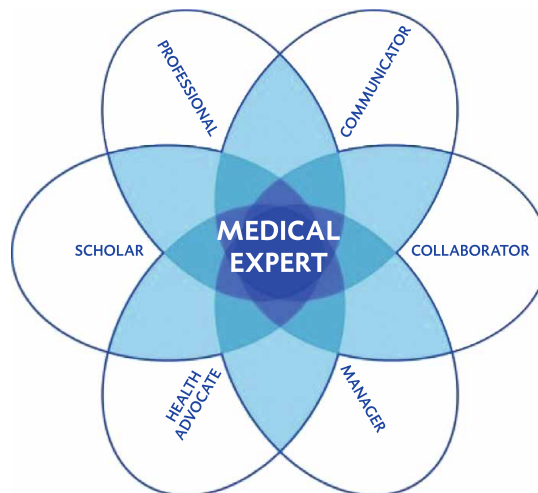 PROFESSIONAL
COMMUNICATOR
SCHOLAR
MEDICAL
EXPERT
COLLABORATOR
HEALTH
ADVOCATE
MANAGER